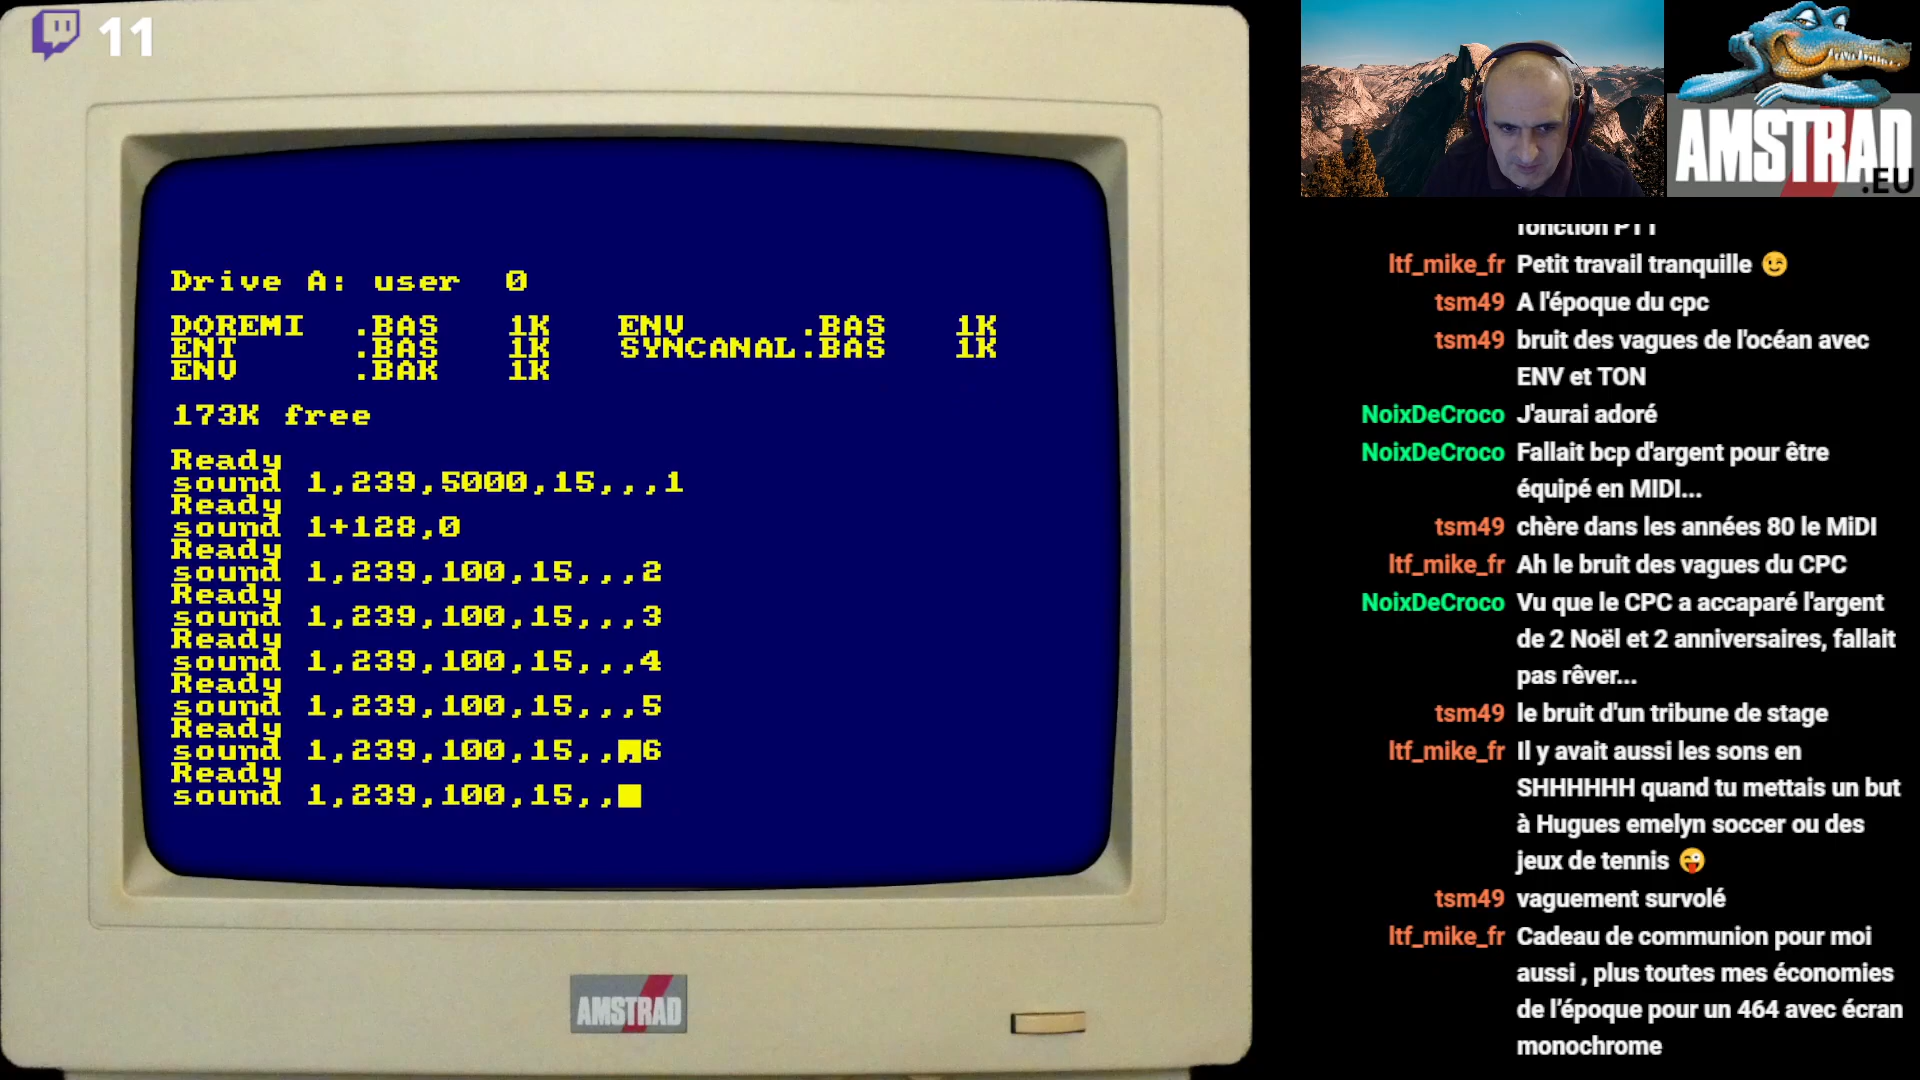 11
Drive A: user 0
DOREMI .BAS 1K ENV .BAS 1K
ENT .BAS 1K SYNCANAL.BAS 1K
ENV .BAK 1K
173K free
Ready
sound 1,239,5000,15,,,1
Ready
sound 1+128,0
Ready
sound 1,239,100,15,,,2
Ready
sound 1,239,100,15,,,3
Ready
sound 1,239,100,15,,,4
Ready
sound 1,239,100,15,,,5
Ready
sound 1,239,100,15,,,6
Ready
sound 1,239,100,15,,
AMSTRAD
AMSTRAD
.EU
fonction PTT
ltf_mike_fr Petit travail tranquille 😉
tsm49 A l'époque du cpc
tsm49 bruit des vagues de l'océan avec
ENV et TON
NoixDeCroco J'aurai adoré
NoixDeCroco Fallait bcp d'argent pour être
équipé en MIDI...
tsm49 chère dans les années 80 le MiDI
ltf_mike_fr Ah le bruit des vagues du CPC
NoixDeCroco Vu que le CPC a accaparé l'argent
de 2 Noël et 2 anniversaires, fallait
pas rêver...
tsm49 le bruit d'un tribune de stage
ltf_mike_fr Il y avait aussi les sons en
SHHHHHH quand tu mettais un but
à Hugues emelyn soccer ou des
jeux de tennis 😜
tsm49 vaguement survolé
ltf_mike_fr Cadeau de communion pour moi
aussi , plus toutes mes économies
de l'époque pour un 464 avec écran
monochrome